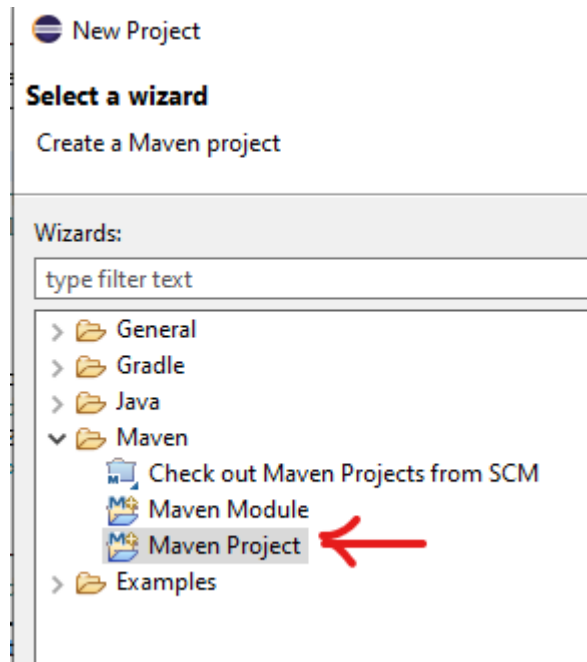 New Project
Select a wizard
Create a Maven project
Wizards:
type filter text
General
Gradle
Java
Maven
Check out Maven Projects from SCM
Maven Module
Maven Project
Examples